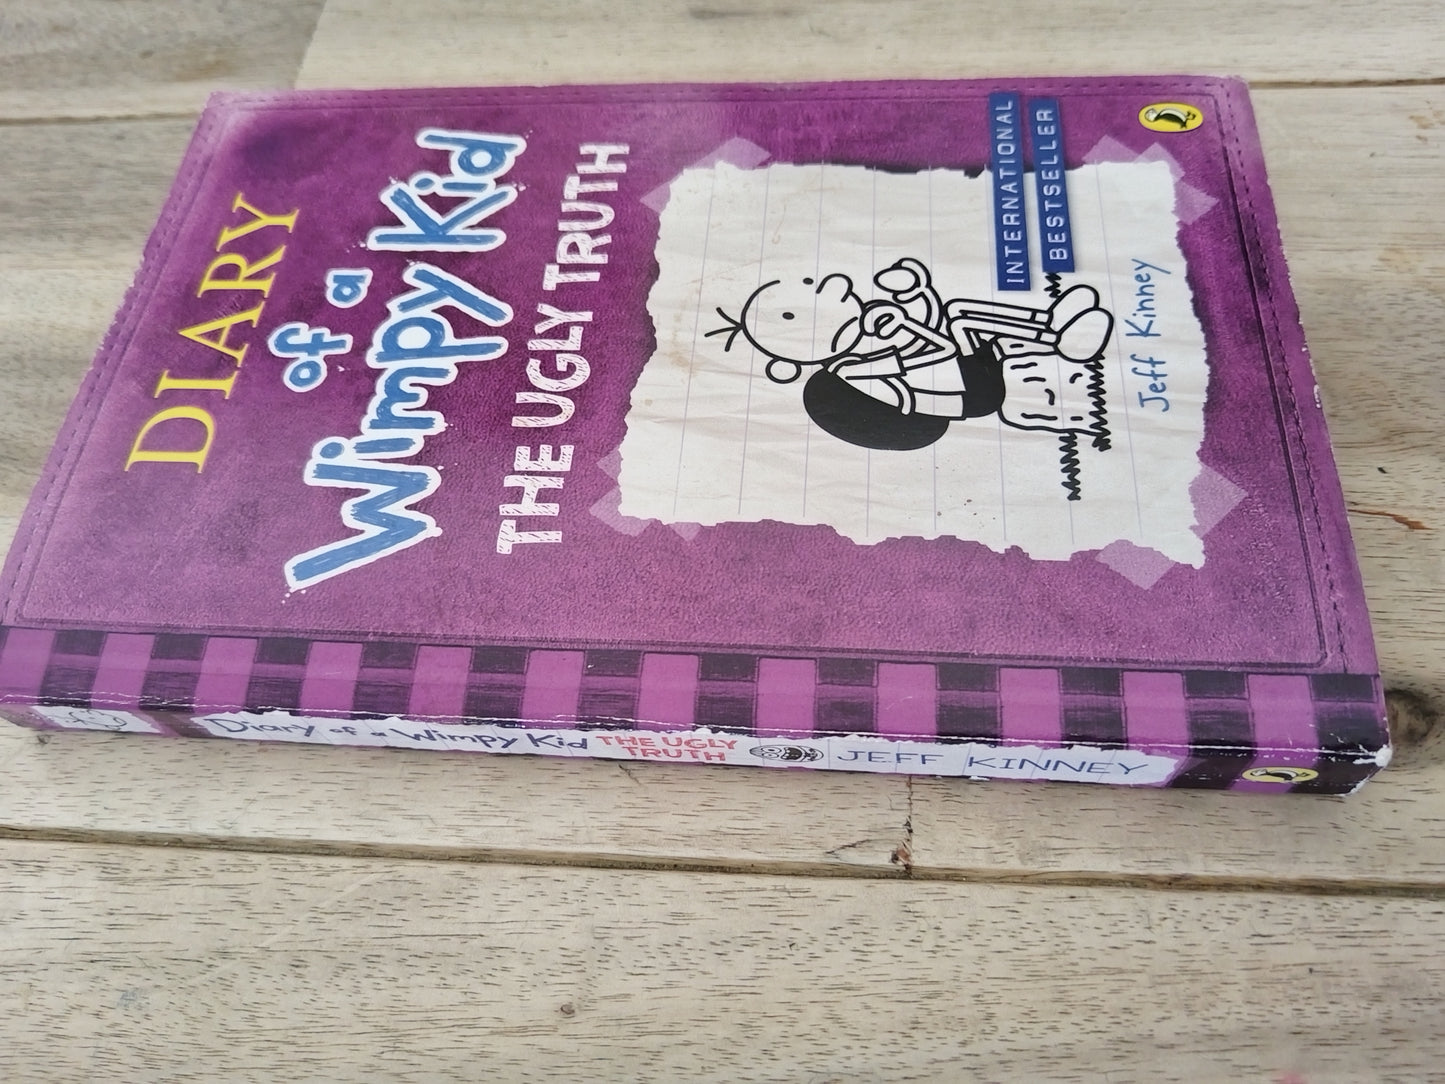 DIARY
of a
Wimpy Kid
THE UGLY TRUTH
INTERNATIONAL
BESTSELLER
Jeff Kinney
Diary of a Wimpy Kid
THE UGLY
TRUTH
JEFF KINNEY